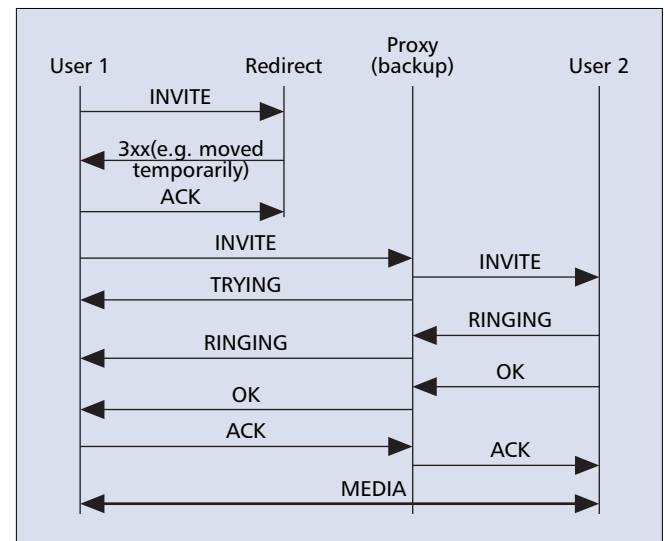 User 1
Redirect
Proxy
(backup)
User 2
INVITE
3xx(e.g. moved
temporarily)
ACK
INVITE
INVITE
TRYING
RINGING
RINGING
OK
OK
ACK
ACK
MEDIA